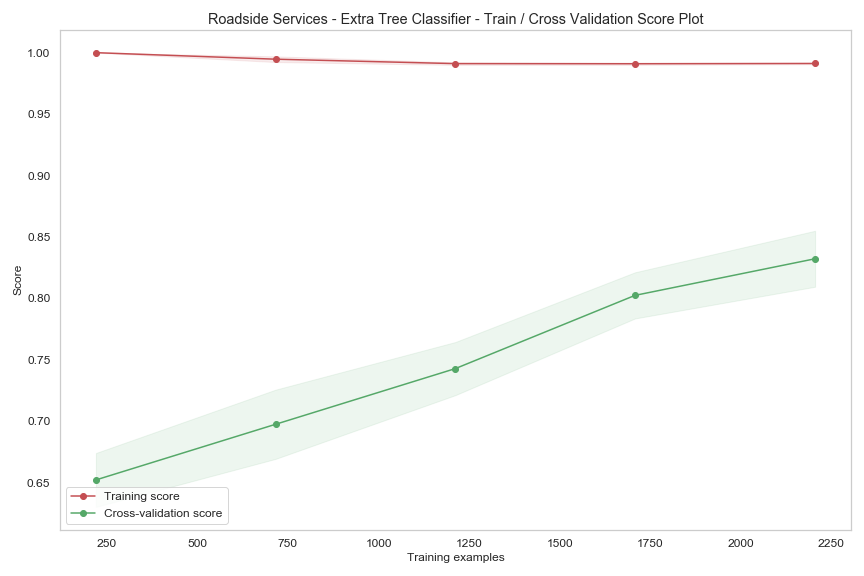 Roadside Services - Extra Tree Classifier - Train / Cross Validation Score Plot
1.00
0.95
0.90
0.85
0.80
0.75
0.70
0.65
Score
Training score
Cross-validation score
250 500 750 1000 1250 1500 1750 2000 2250
Training examples